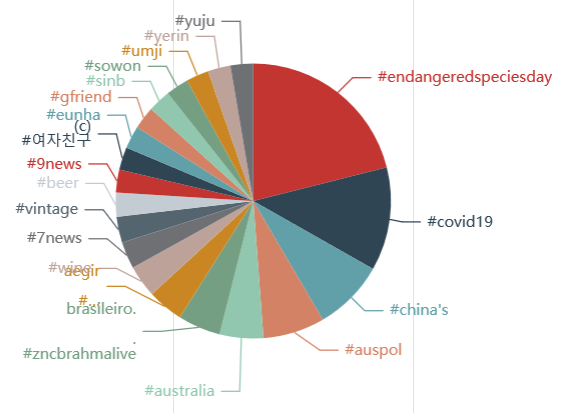 #yuju
#yerin
#umji
#sowon
#sinb
#gfriend
#eunha
(c)
#여자친구
#9news
#beer
#vintage
#7news
#wine
aegir
#...
brasileiro.
.
#zncbrahmalive
#australia
#auspol
#china's
#covid19
#endangeredspeciesday